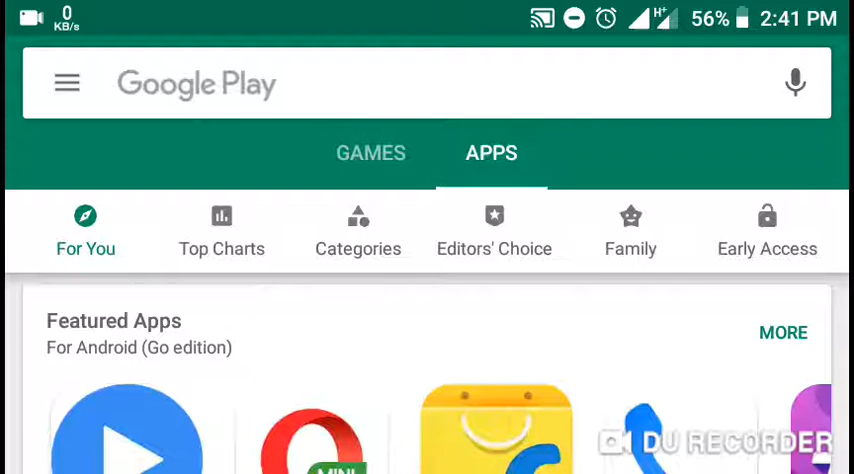 0
KB/s
H+
56%
2:41 PM
Google Play
GAMES
APPS
For You
Top Charts
Categories
Editors' Choice
Family
Early Access
Featured Apps
For Android (Go edition)
MORE
MINI
DU RECORDER